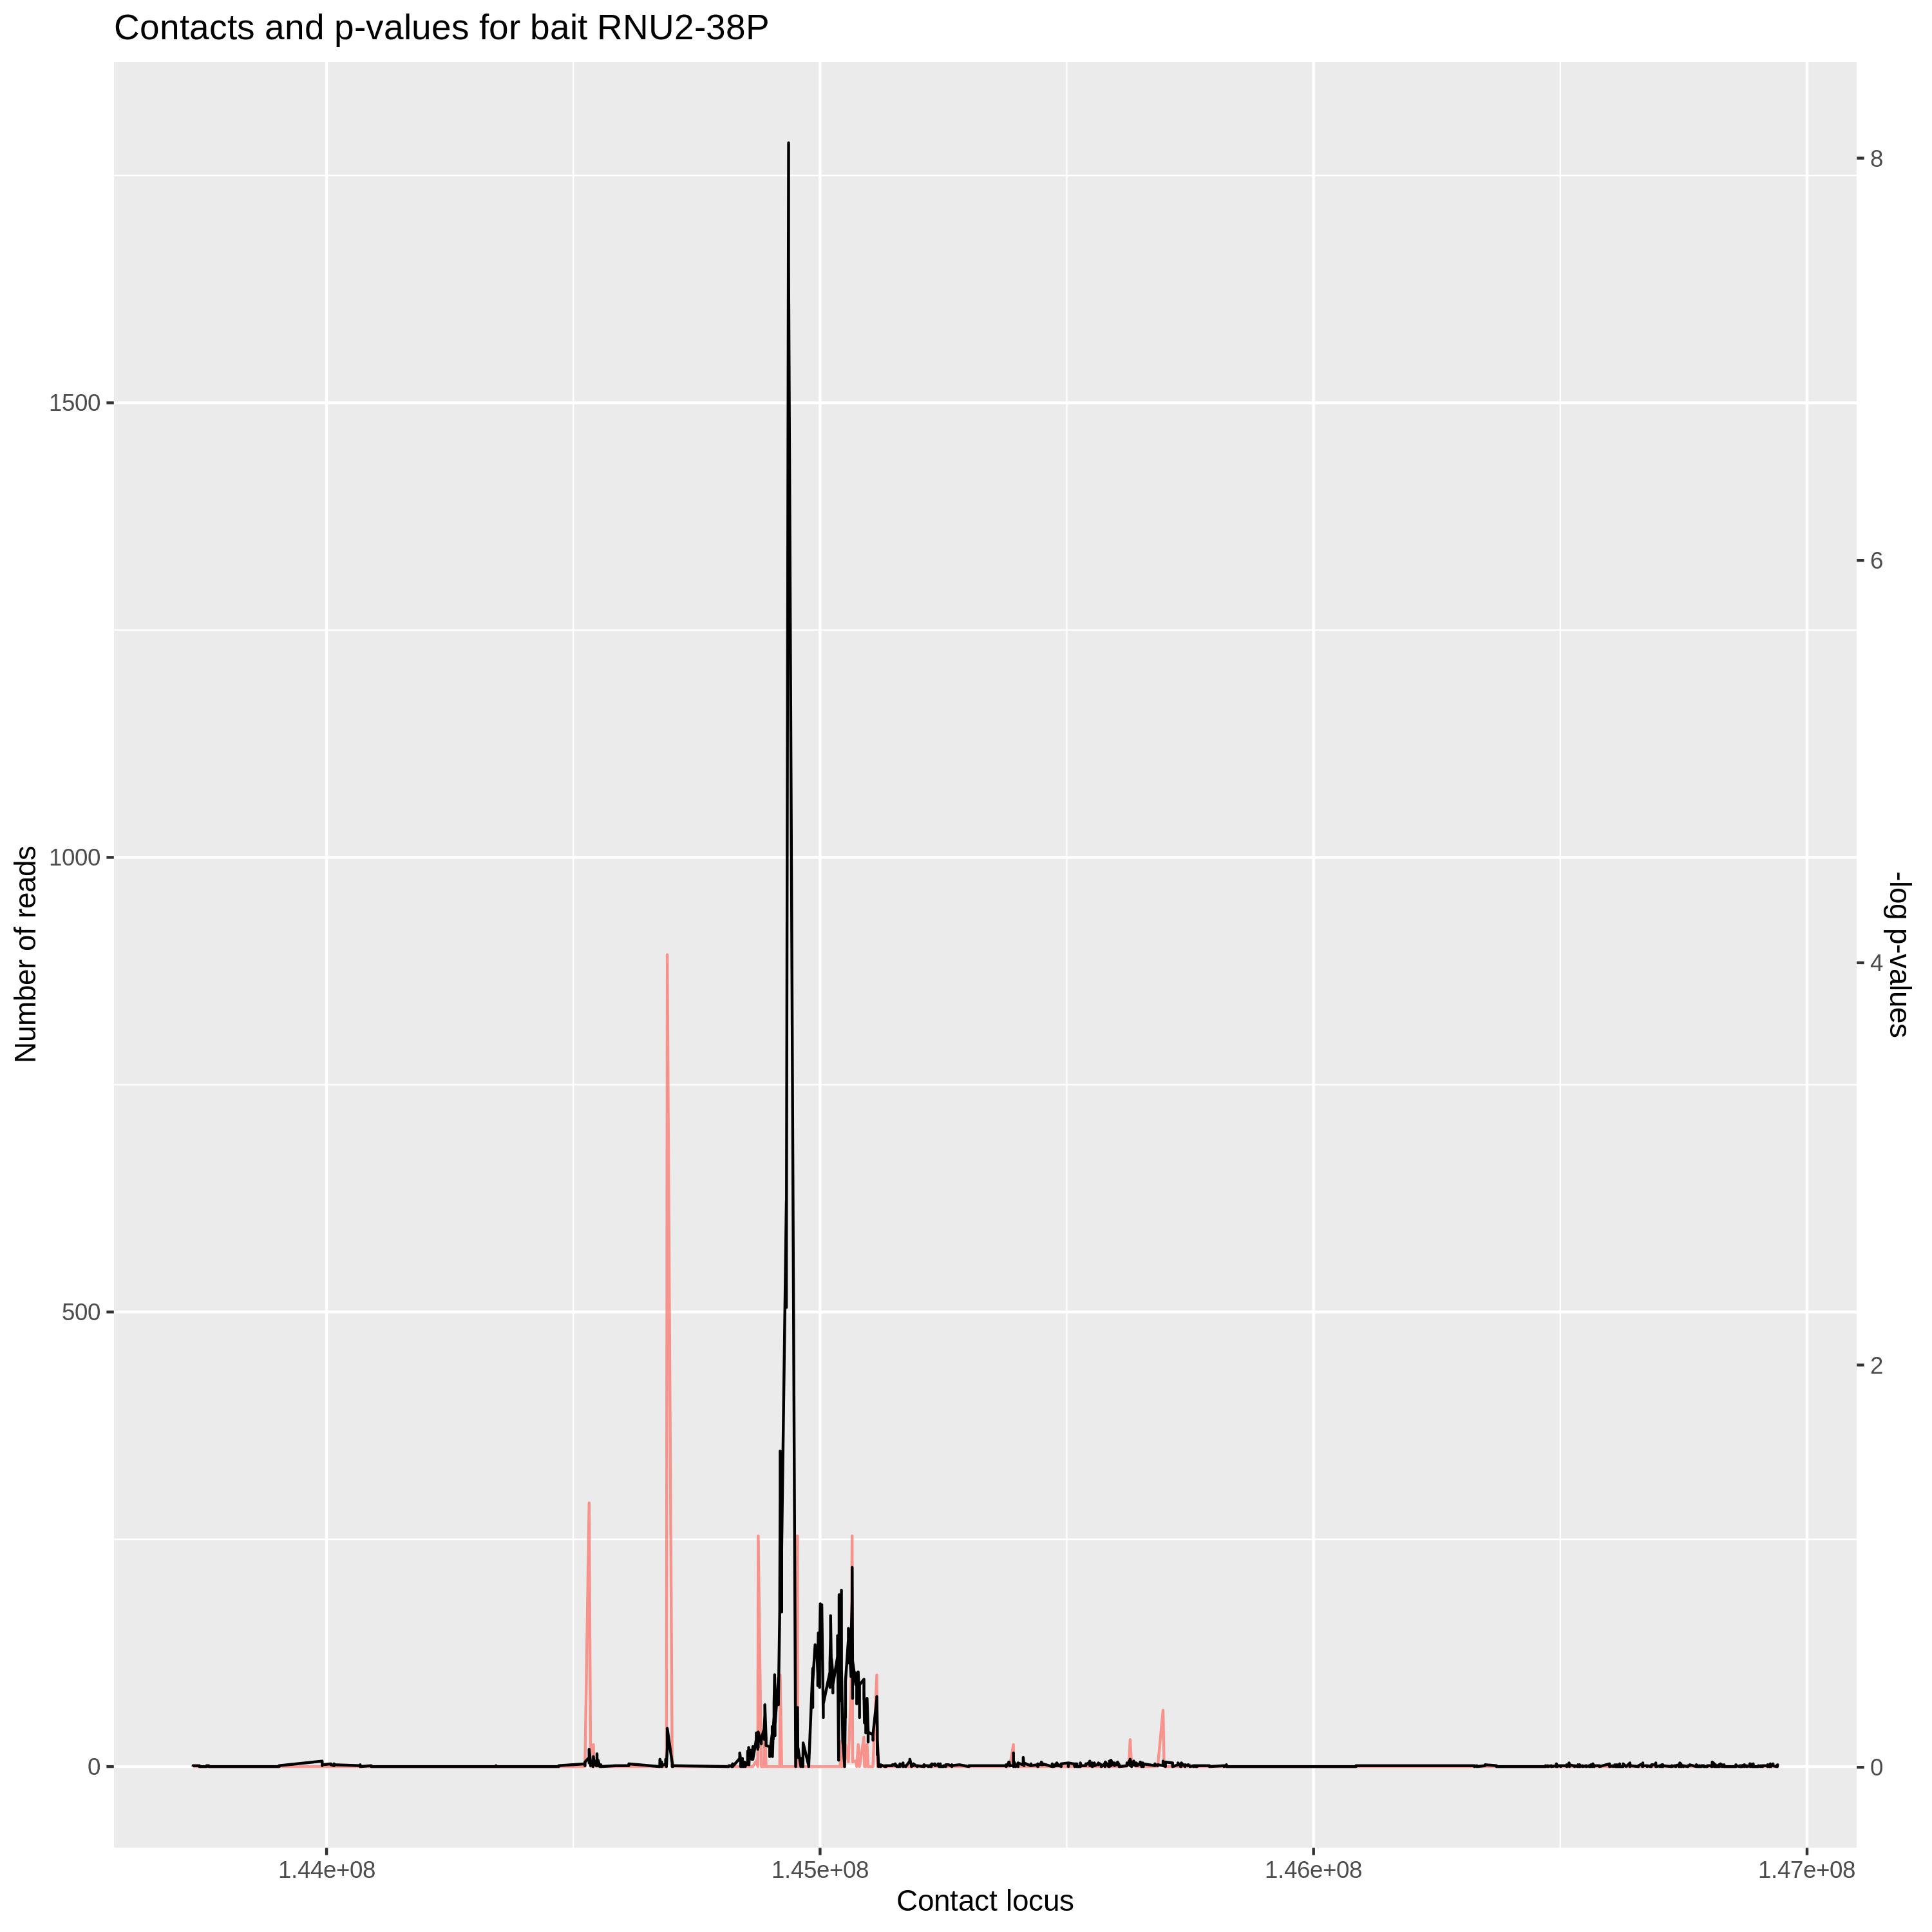 Contacts and p-values for bait RNU2-38P
Number of reads
1500
1000
500
0
8
6
4
2
0
-log p-values
1.44e+08 1.45e+08 1.46e+08 1.47e+08
Contact locus